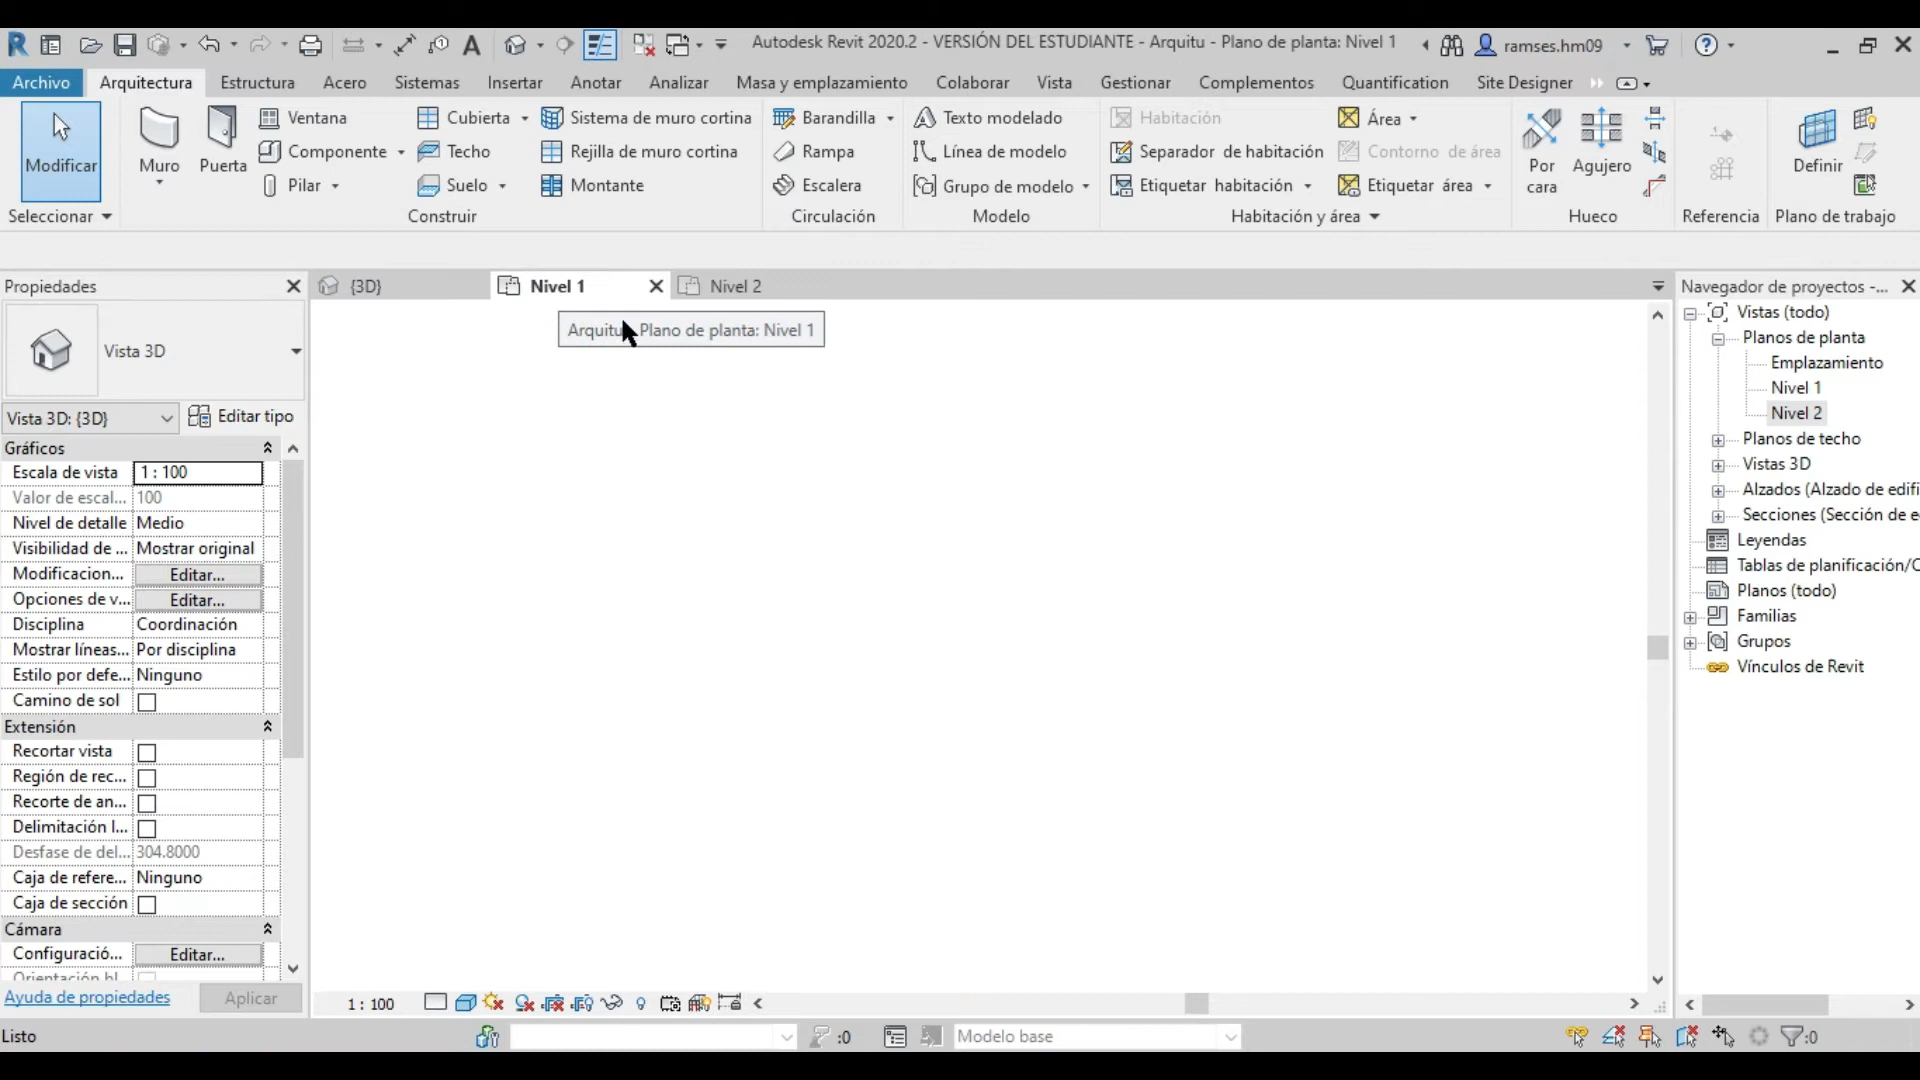 Autodesk Revit 2020.2 - VERSIÓN DEL ESTUDIANTE - Arquitu - Plano de planta: Nivel 1
ramses.hm09
Archivo Arquitectura Estructura Acero Sistemas Insertar Anotar Analizar Masa y emplazamiento Colaborar Vista Gestionar Complementos Quantification Site Designer
Modificar
Seleccionar
Muro
Puerta
Ventana
Componente
Pilar
Cubierta
Techo
Suelo
Sistema de muro cortina
Rejilla de muro cortina
Montante
Construir
Barandilla
Rampa
Escalera
Circulación
Texto modelado
Línea de modelo
Grupo de modelo
Modelo
Habitación
Separador de habitación
Etiquetar habitación
Área
Contorno de área
Etiquetar área
Habitación y área
Por cara
Agujero
Hueco
Referencia
Definir
Plano de trabajo
Propiedades
Vista 3D
Vista 3D: {3D}
Editar tipo
Gráficos
Escala de vista 1 : 100
Valor de escal... 100
Nivel de detalle Medio
Visibilidad de ... Mostrar original
Modificacion... Editar...
Opciones de v... Editar...
Disciplina Coordinación
Mostrar líneas... Por disciplina
Estilo por defe... Ninguno
Camino de sol
Extensión
Recortar vista
Región de rec...
Recorte de an...
Delimitación l...
Desfase de del... 304.8000
Caja de refere... Ninguno
Caja de sección
Cámara
Configuració... Editar...
Ayuda de propiedades
Aplicar
{3D}
Nivel 1
Nivel 2
Arquitu Plano de planta: Nivel 1
1 : 100
Navegador de proyectos -...
Vistas (todo)
Planos de planta
Emplazamiento
Nivel 1
Nivel 2
Planos de techo
Vistas 3D
Alzados (Alzado de edifi
Secciones (Sección de e
Leyendas
Tablas de planificación/C
Planos (todo)
Familias
Grupos
Vínculos de Revit
Listo
:0
Modelo base
:0